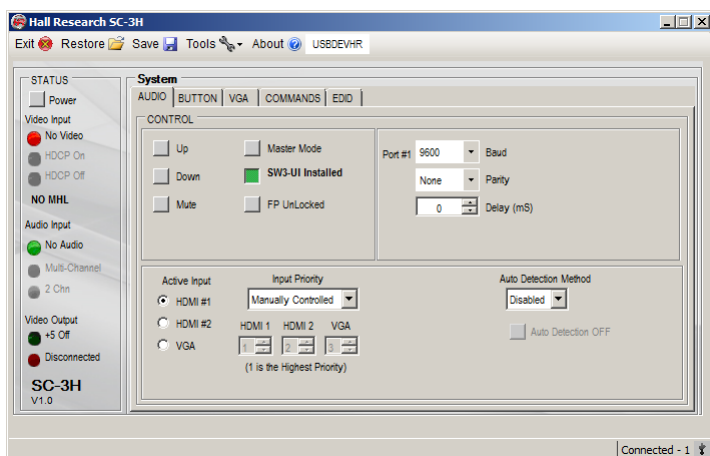 Hall Research SC-3H
Exit Restore Save Tools About USBDEVHR
STATUS
Power
Video Input
No Video
HDCP On
HDCP Off
NO MHL
Audio Input
No Audio
Multi-Channel
2 Chn
Video Output
+5 Off
Disconnected
SC-3H
V1.0
System
AUDIO BUTTON VGA COMMANDS EDID
CONTROL
Up Master Mode
Down SW3-UI Installed
Mute FP UnLocked
Port #1 9600 Baud
None Parity
0 Delay (mS)
Active Input
HDMI #1
HDMI #2
VGA
Input Priority
Manually Controlled
HDMI 1 HDMI 2 VGA
1 2 3
(1 is the Highest Priority)
Auto Detection Method
Disabled
Auto Detection OFF
Connected - 1